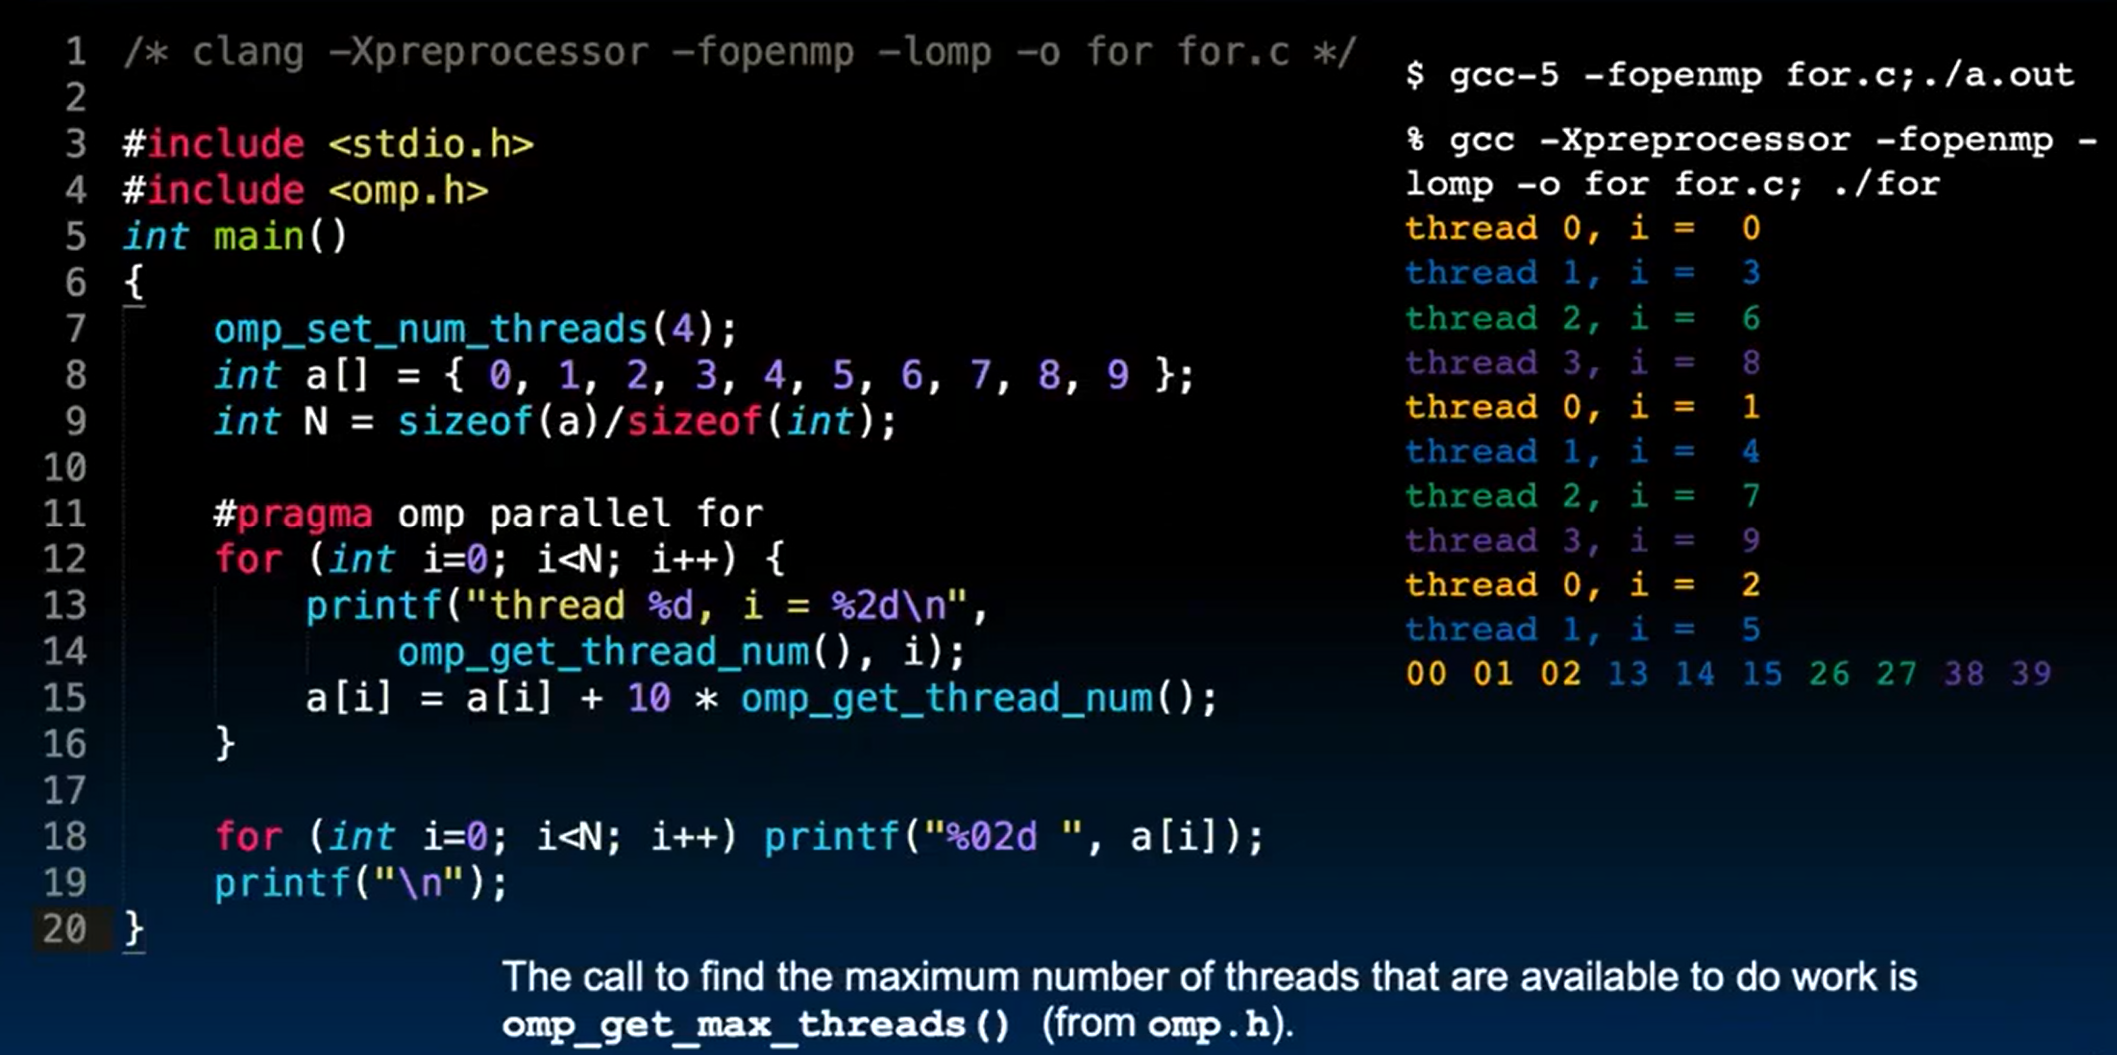 1 /* clang -Xpreprocessor -fopenmp -lomp -o for for.c */
2
3 #include <stdio.h>
4 #include <omp.h>
5 int main()
6 {
7     omp_set_num_threads(4);
8     int a[] = { 0, 1, 2, 3, 4, 5, 6, 7, 8, 9 };
9     int N = sizeof(a)/sizeof(int);
10
11     #pragma omp parallel for
12     for (int i=0; i<N; i++) {
13         printf("thread %d, i = %2d\n",
14             omp_get_thread_num(), i);
15         a[i] = a[i] + 10 * omp_get_thread_num();
16     }
17
18     for (int i=0; i<N; i++) printf("%02d ", a[i]);
19     printf("\n");
20 }
$ gcc-5 -fopenmp for.c;./a.out
% gcc -Xpreprocessor -fopenmp -
lomp -o for for.c; ./for
thread 0, i =  0
thread 1, i =  3
thread 2, i =  6
thread 3, i =  8
thread 0, i =  1
thread 1, i =  4
thread 2, i =  7
thread 3, i =  9
thread 0, i =  2
thread 1, i =  5
00 01 02 13 14 15 26 27 38 39
The call to find the maximum number of threads that are available to do work is
omp_get_max_threads() (from omp.h).